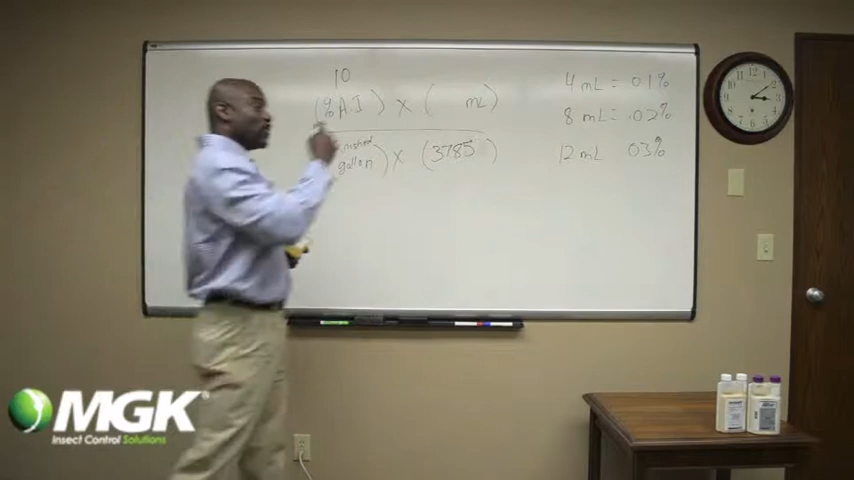 10
(% A.I) X ( mL)
finished
gallon) X (3785)
4 mL = .01%
8 mL = .02%
12 mL .03%
MGK
Insect Control Solutions